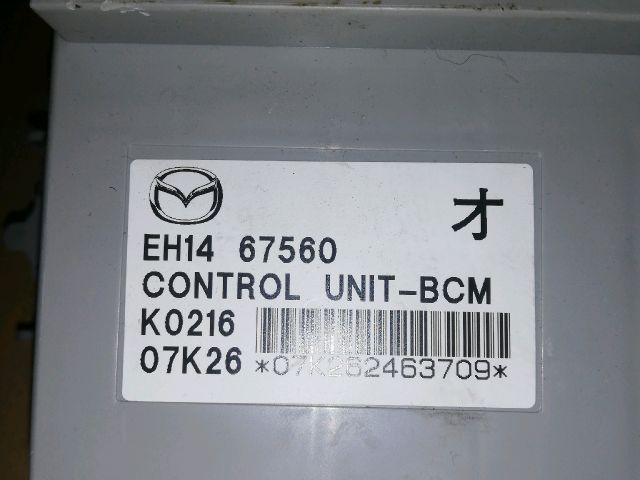 オ
EH14 67560
CONTROL UNIT-BCM
K0216
07K26 *07K262463709*